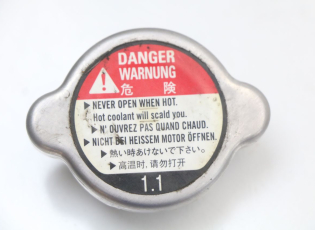 DANGER
WARNUNG
危 険
▶NEVER OPEN WHEN HOT.
Hot coolant will scald you.
▶N'OUVREZ PAS QUAND CHAUD.
▶NICHT BEI HEISSEM MOTOR ÖFFNEN.
▶熱い時あけないで下さい。
▶高温时,请勿打开
1.1